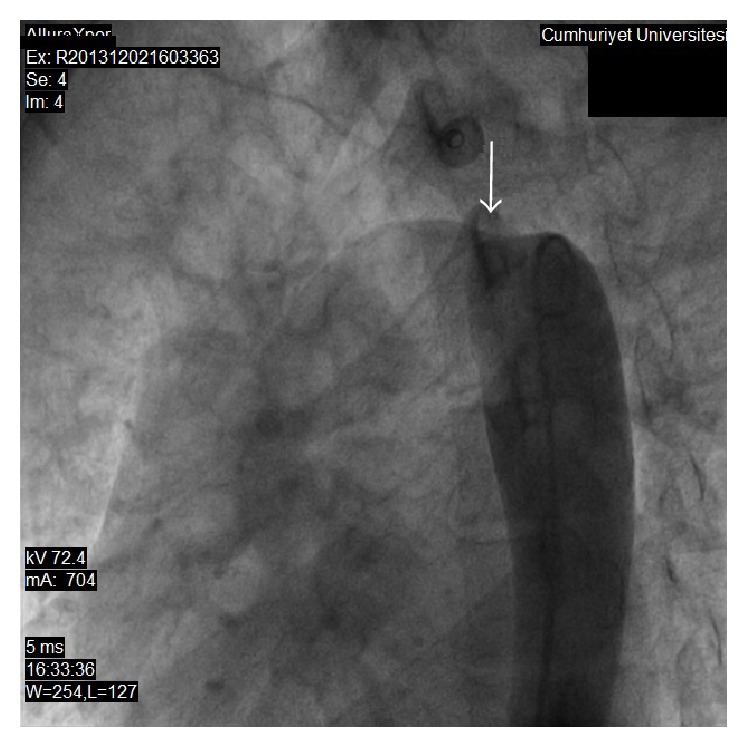 Cumhuriyet Universitesi
Ex: R201312021603363
Se: 4
Im: 4
kV 72.4
mA: 704
5 ms
16:33:36
W=254,L=127